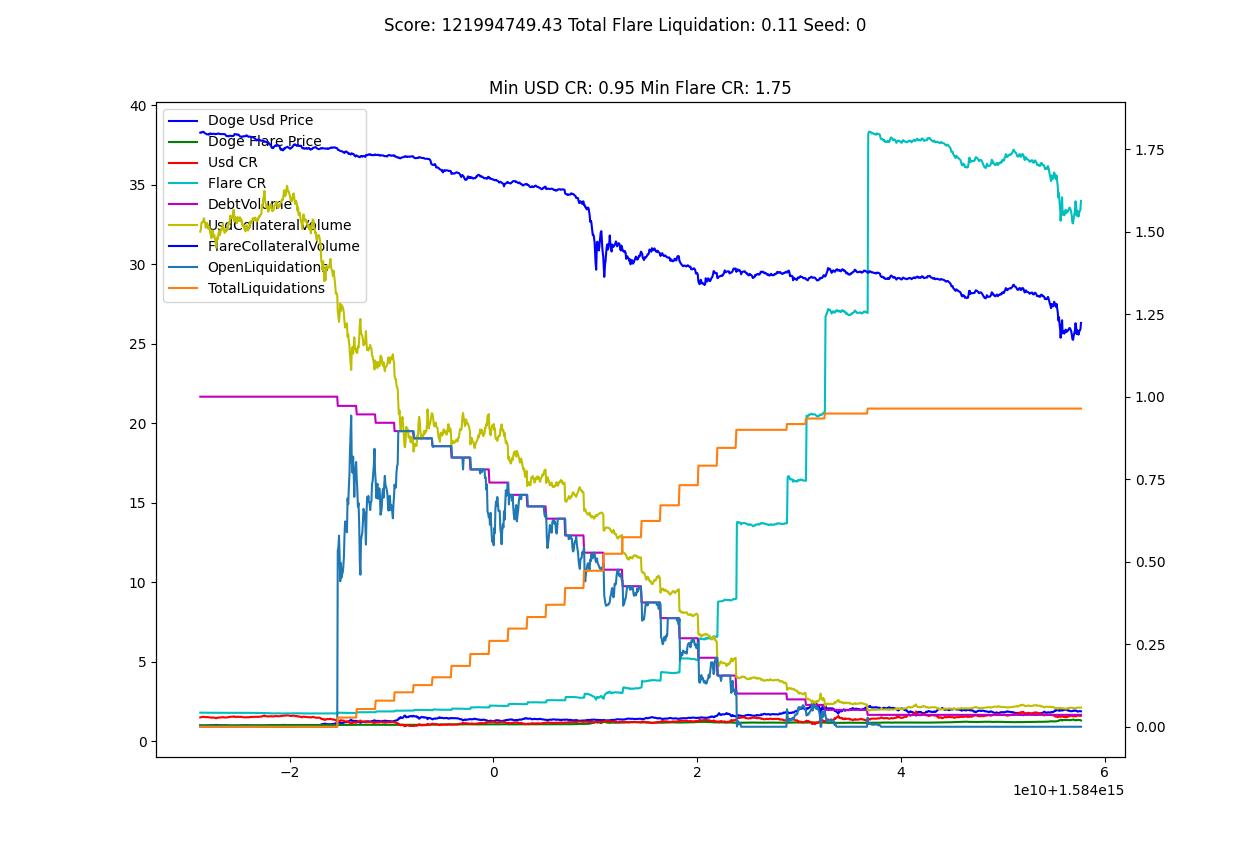 Score: 121994749.43 Total Flare Liquidation: 0.11 Seed: 0
Min USD CR: 0.95 Min Flare CR: 1.75
Doge Usd Price
Doge Flare Price
Usd CR
Flare CR
DebtVolume
UsdCollateralVolume
FlareCollateralVolume
OpenLiquidations
TotalLiquidations
40
35
30
25
20
15
10
5
0
1.75
1.50
1.25
1.00
0.75
0.50
0.25
0.00
−2
0
2
4
6
1e10+1.584e15